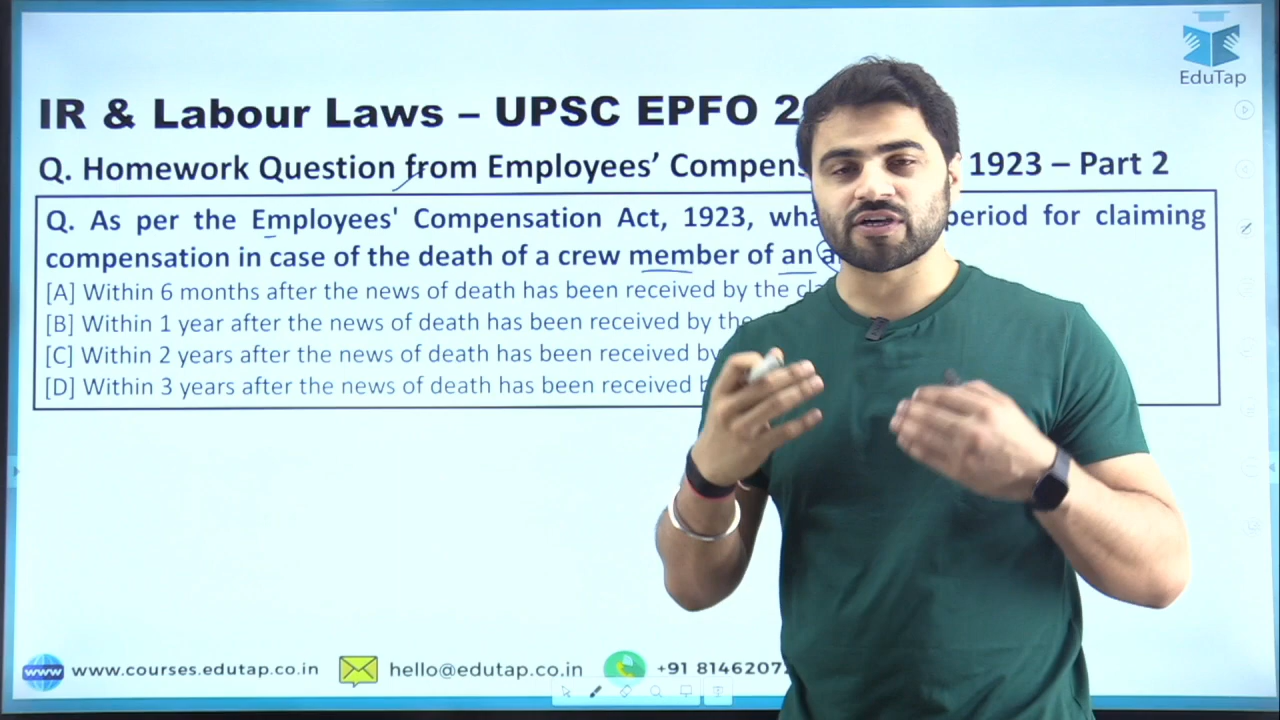 EduTap
IR & Labour Laws – UPSC EPFO
Q. Homework Question from Employees’ 1923 – Part 2
Q. As per the Employees' Compensation Act, 1923, period for claiming
compensation in case of the death of a crew member of an
[A] Within 6 months after the news of death has been received by the
[B] Within 1 year after the news of death has been received by the
[C] Within 2 years after the news of death has been received by
[D] Within 3 years after the news of death has been received
www www.courses.edutap.co.in hello@edutap.co.in +91 8146207